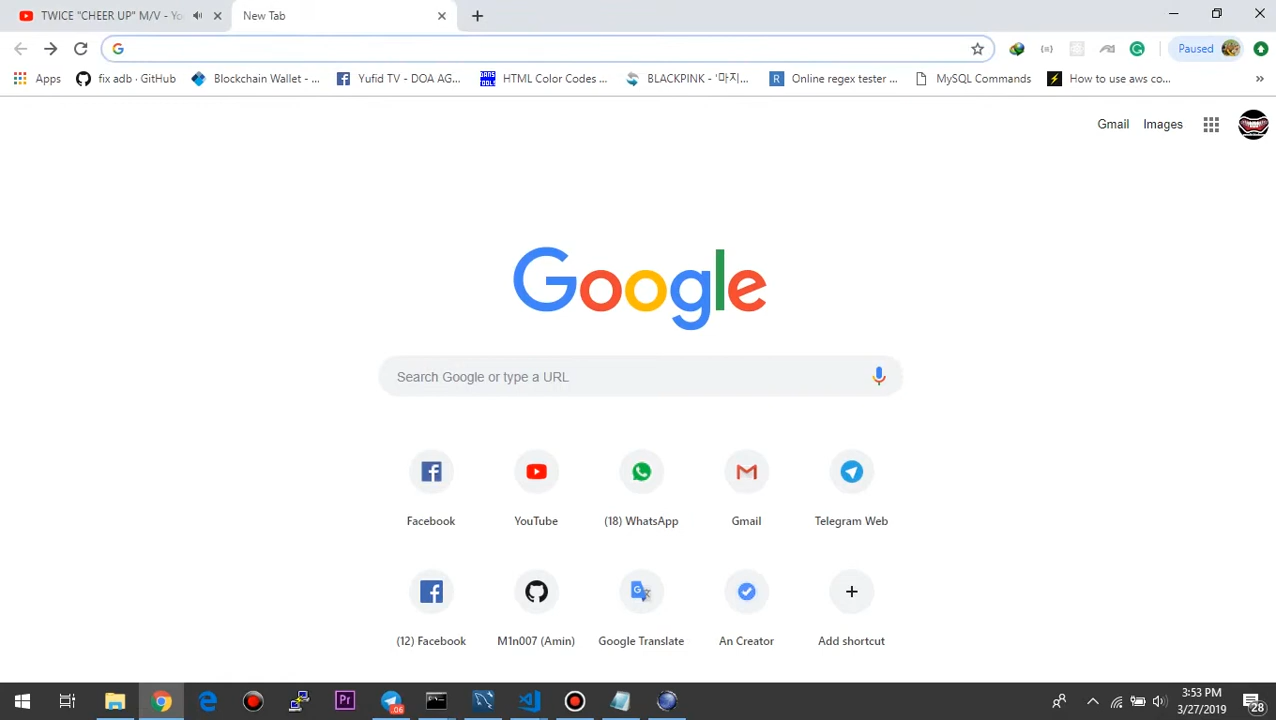 TWICE "CHEER UP" M/V - Yo
New Tab
Paused
Apps
fix adb · GitHub
Blockchain Wallet - ...
Yufid TV - DOA AG...
HTML Color Codes ...
BLACKPINK - '마지...
Online regex tester ...
MySQL Commands
How to use aws co...
Gmail
Images
Google
Search Google or type a URL
Facebook
YouTube
(18) WhatsApp
Gmail
Telegram Web
(12) Facebook
M1n007 (Amin)
Google Translate
An Creator
Add shortcut
3:53 PM
3/27/2019
28